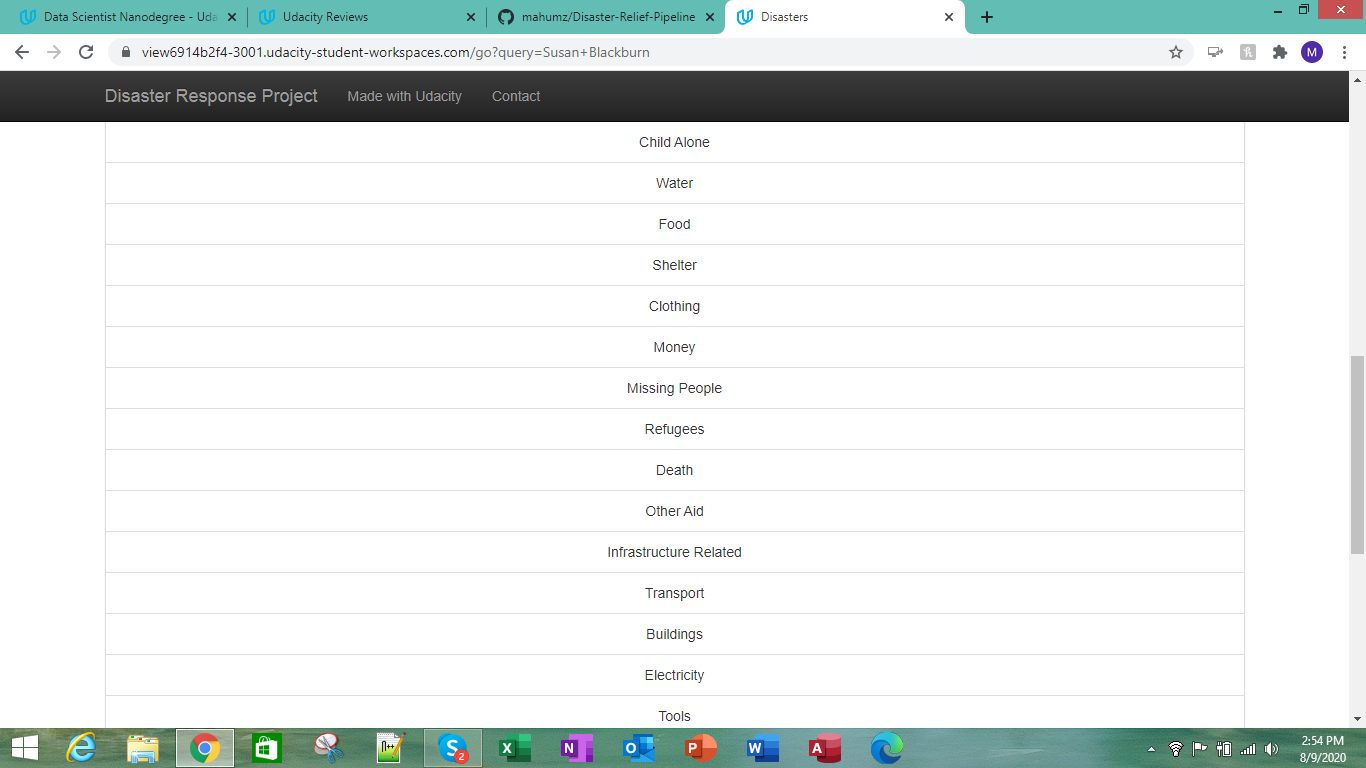 Data Scientist Nanodegree - Uda
Udacity Reviews
mahumz/Disaster-Relief-Pipeline
Disasters
view6914b2f4-3001.udacity-student-workspaces.com/go?query=Susan+Blackburn
M
Disaster Response Project
Made with Udacity
Contact
Child Alone
Water
Food
Shelter
Clothing
Money
Missing People
Refugees
Death
Other Aid
Infrastructure Related
Transport
Buildings
Electricity
Tools
2:54 PM
8/9/2020